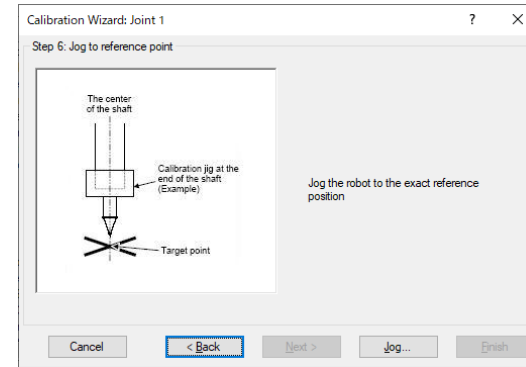 Calibration Wizard: Joint 1
? ×
Step 6: Jog to reference point
The center
of the shaft
Calibration jig at the
end of the shaft
(Example)
Target point
Jog the robot to the exact reference
position
Cancel
< Back
Next >
Jog...
Finish